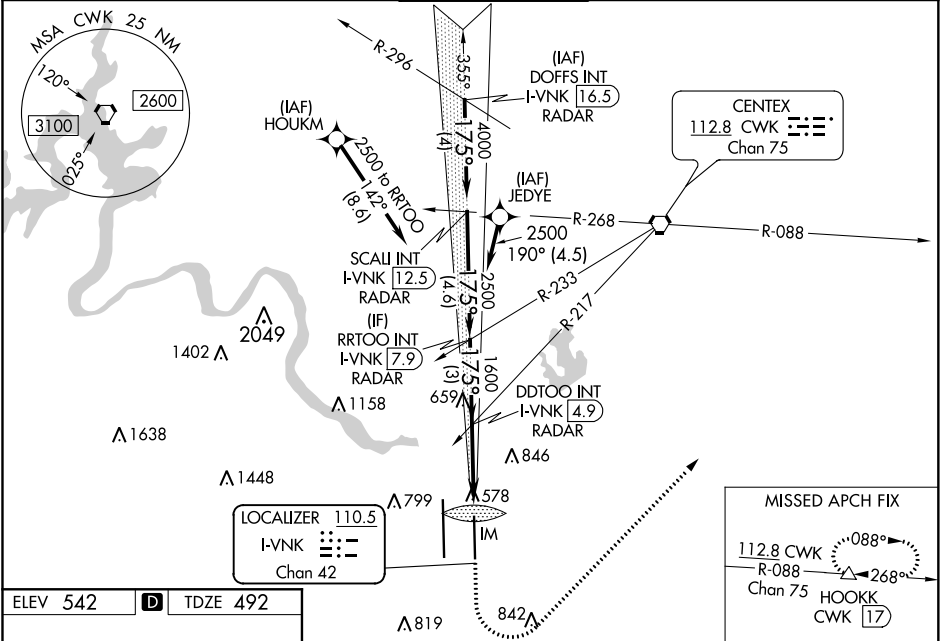 MSA CWK 25 NM
120°
2600
3100
025°
R-296
355°
(IAF)
DOFFS INT
I-VNK 16.5
RADAR
CENTEX
112.8 CWK
Chan 75
(IAF)
HOUKM
2500 to RRTOO
142°
(8.6)
4000
175°
(4)
(IAF)
JEDYE
2500
190° (4.5)
R-268
R-088
SCALI INT
I-VNK 12.5
RADAR
2500
175°
(4.6)
R-233
R-217
(IF)
RRTOO INT
I-VNK 7.9
RADAR
1600
175°
(3)
2049
1402
1158
659
DDTOO INT
I-VNK 4.9
RADAR
1638
846
1448
799
578
IM
LOCALIZER 110.5
I-VNK
Chan 42
MISSED APCH FIX
112.8 CWK
R-088
Chan 75
088°
268°
HOOKK
CWK 17
ELEV 542 D TDZE 492
819
842